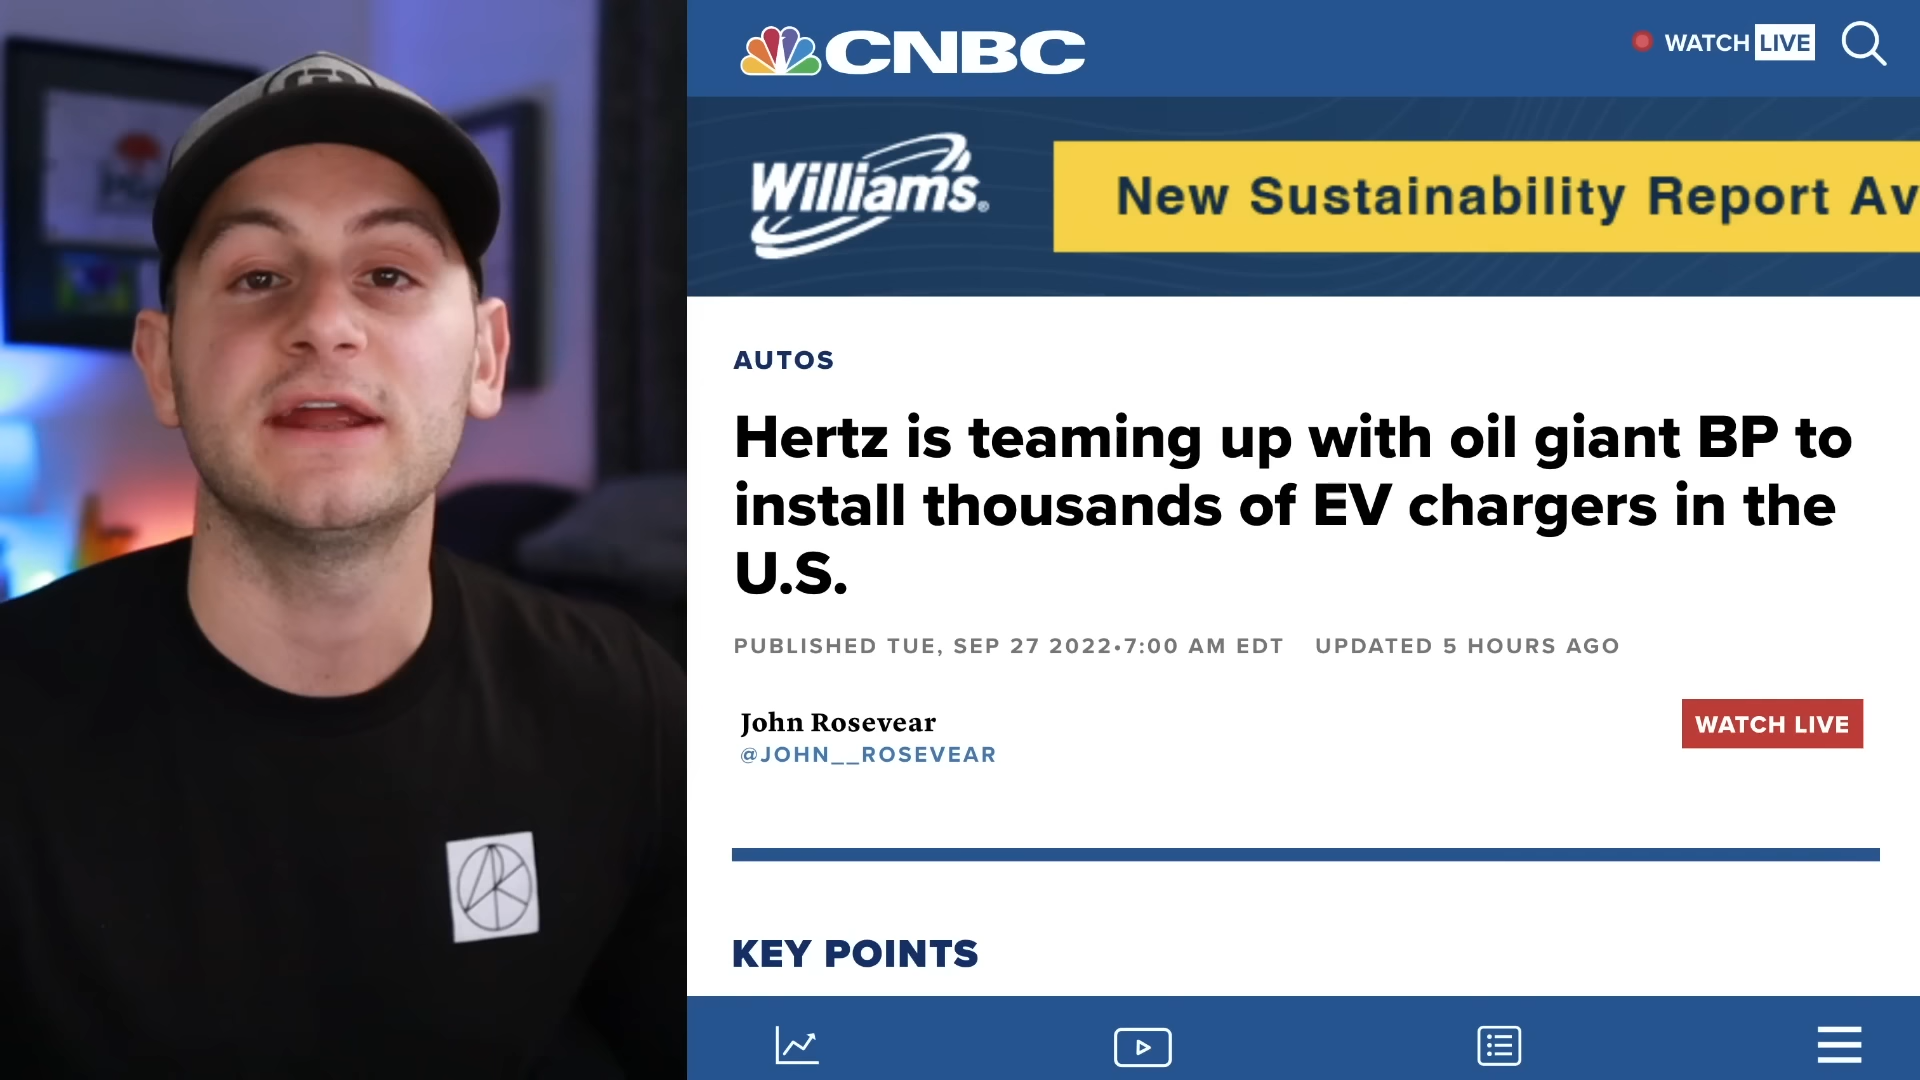 CNBC
WATCH LIVE
Williams®
New Sustainability Report Av
AUTOS
Hertz is teaming up with oil giant BP to
install thousands of EV chargers in the
U.S.
PUBLISHED TUE, SEP 27 2022•7:00 AM EDT UPDATED 5 HOURS AGO
John Rosevear
@JOHN__ROSEVEAR
WATCH LIVE
KEY POINTS